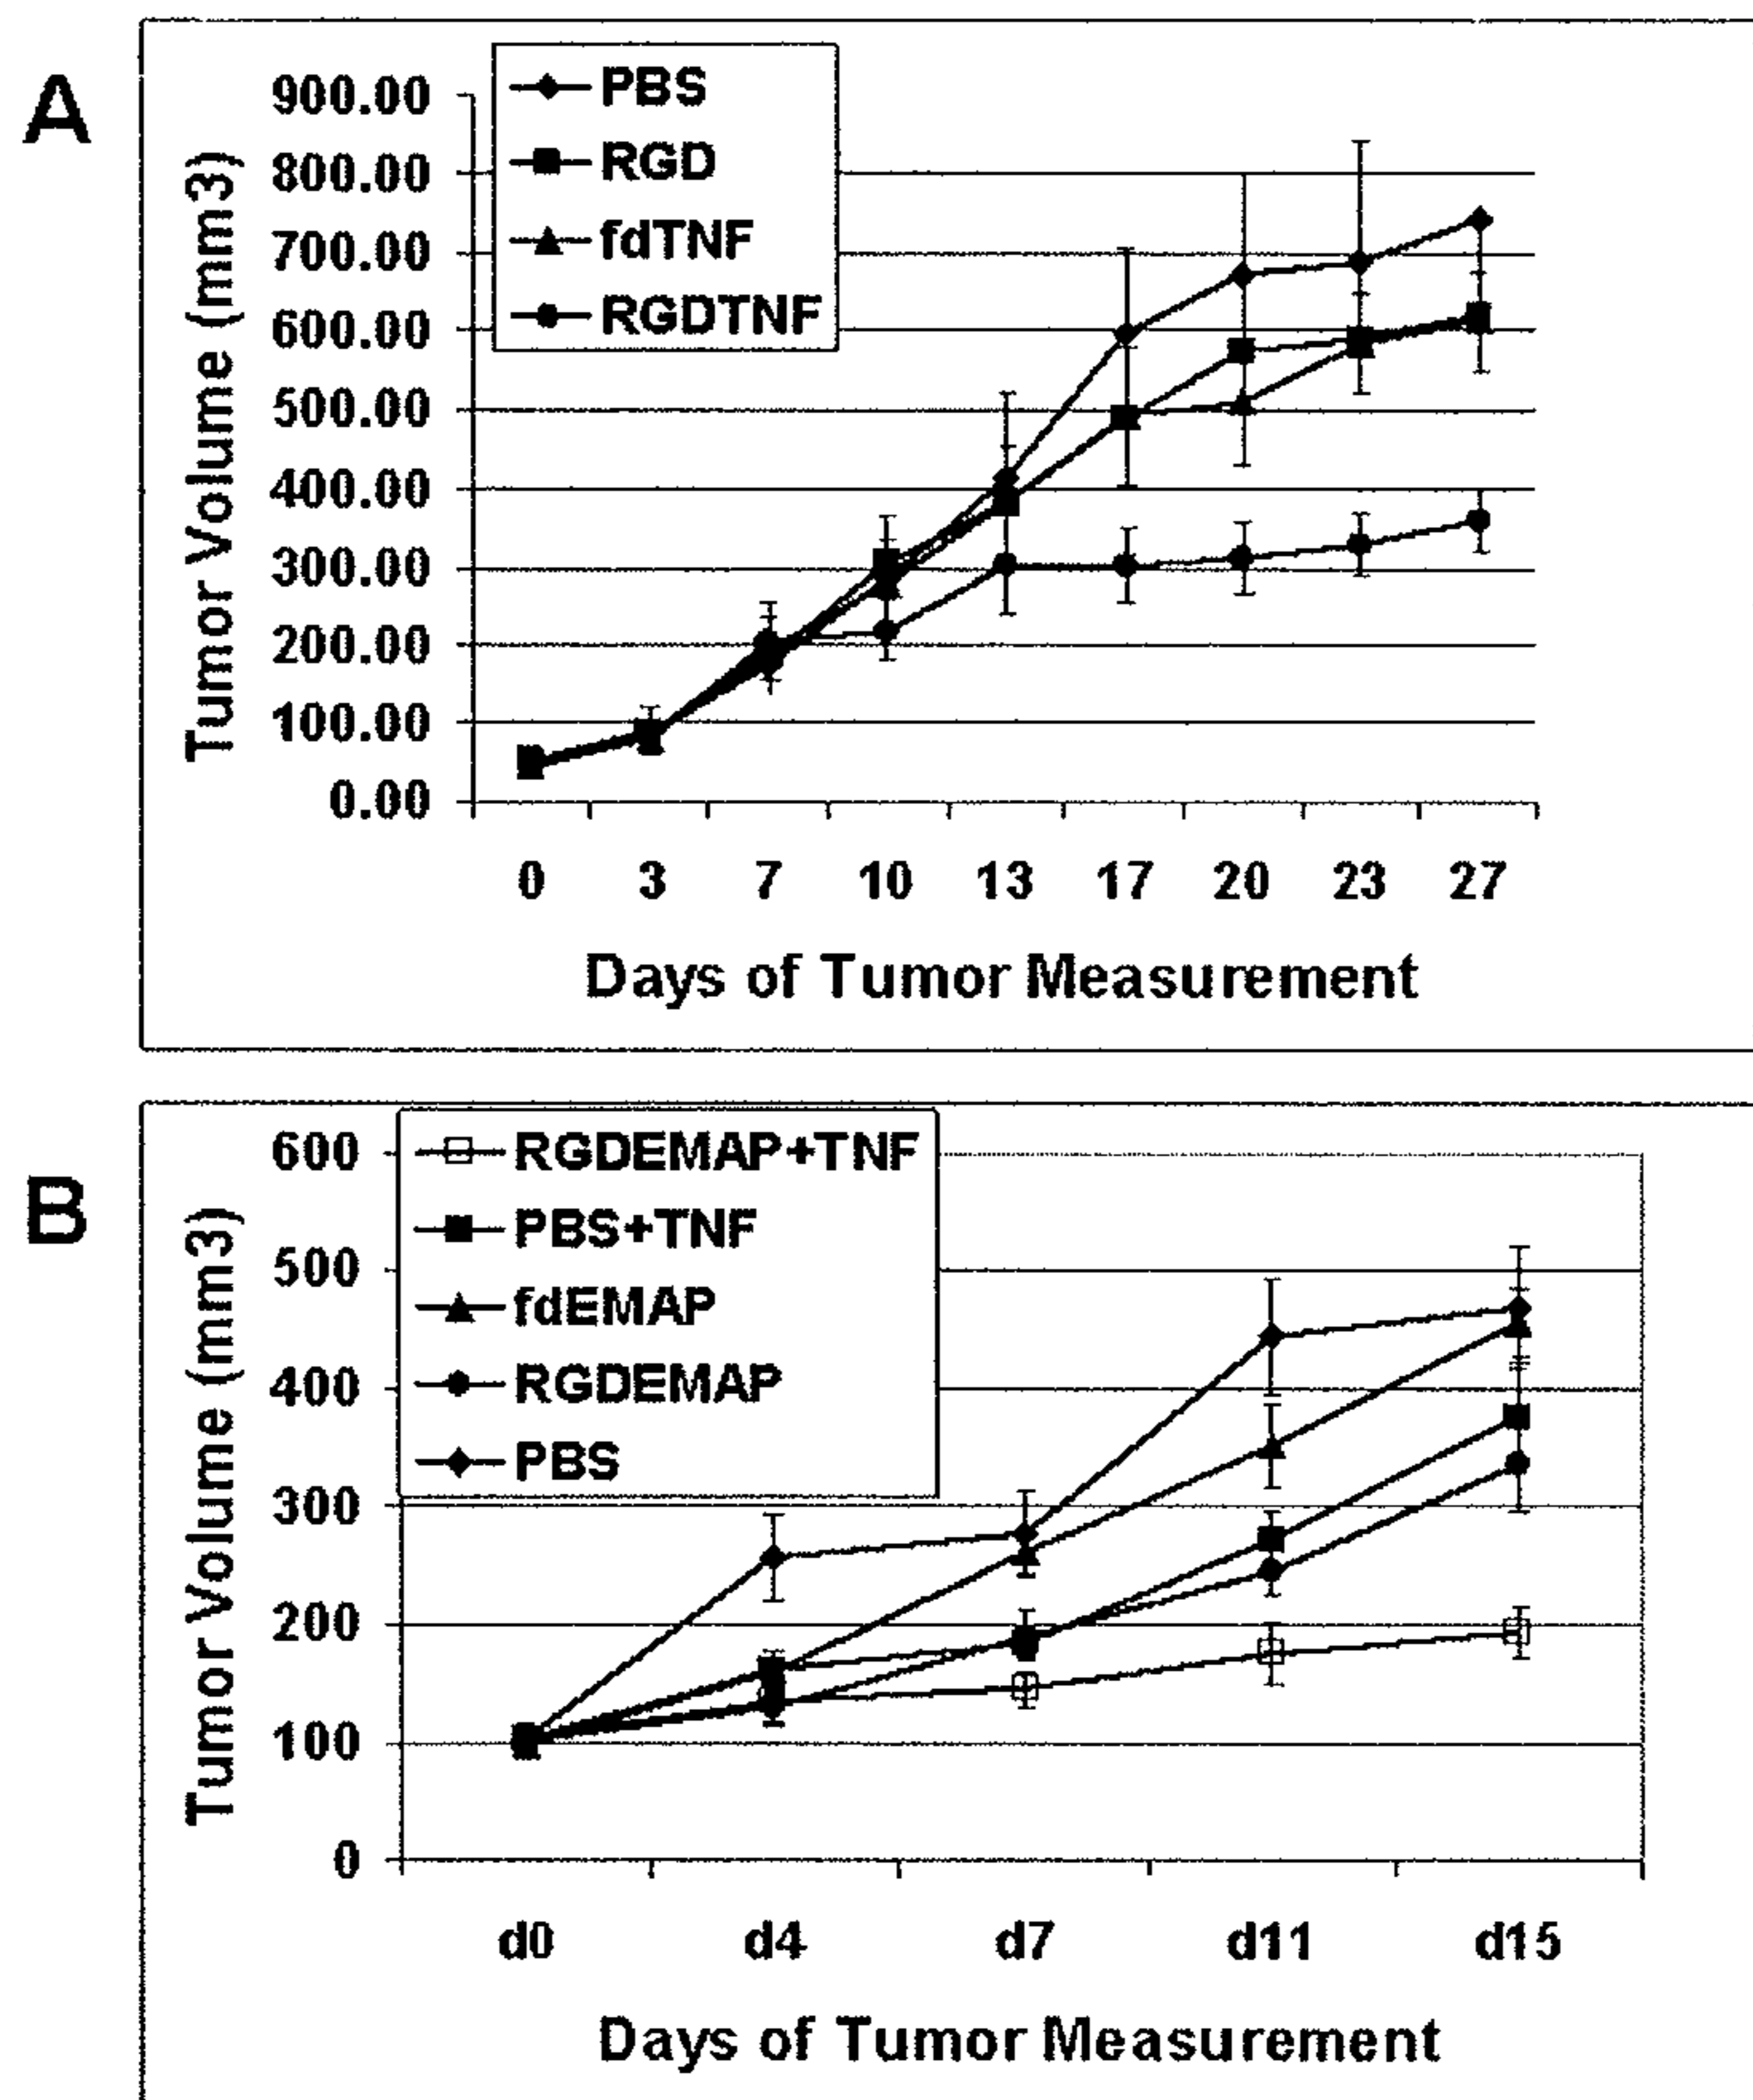 A
Tumor Volume (mm3)
900.00
800.00
700.00
600.00
500.00
400.00
300.00
200.00
100.00
0.00
PBS
RGD
fdTNF
RGDTNF
0 3 7 10 13 17 20 23 27
Days of Tumor Measurement
B
Tumor Volume (mm3)
600
500
400
300
200
100
0
RGDEMAP+TNF
PBS+TNF
fdEMAP
RGDEMAP
PBS
d0 d4 d7 d11 d15
Days of Tumor Measurement